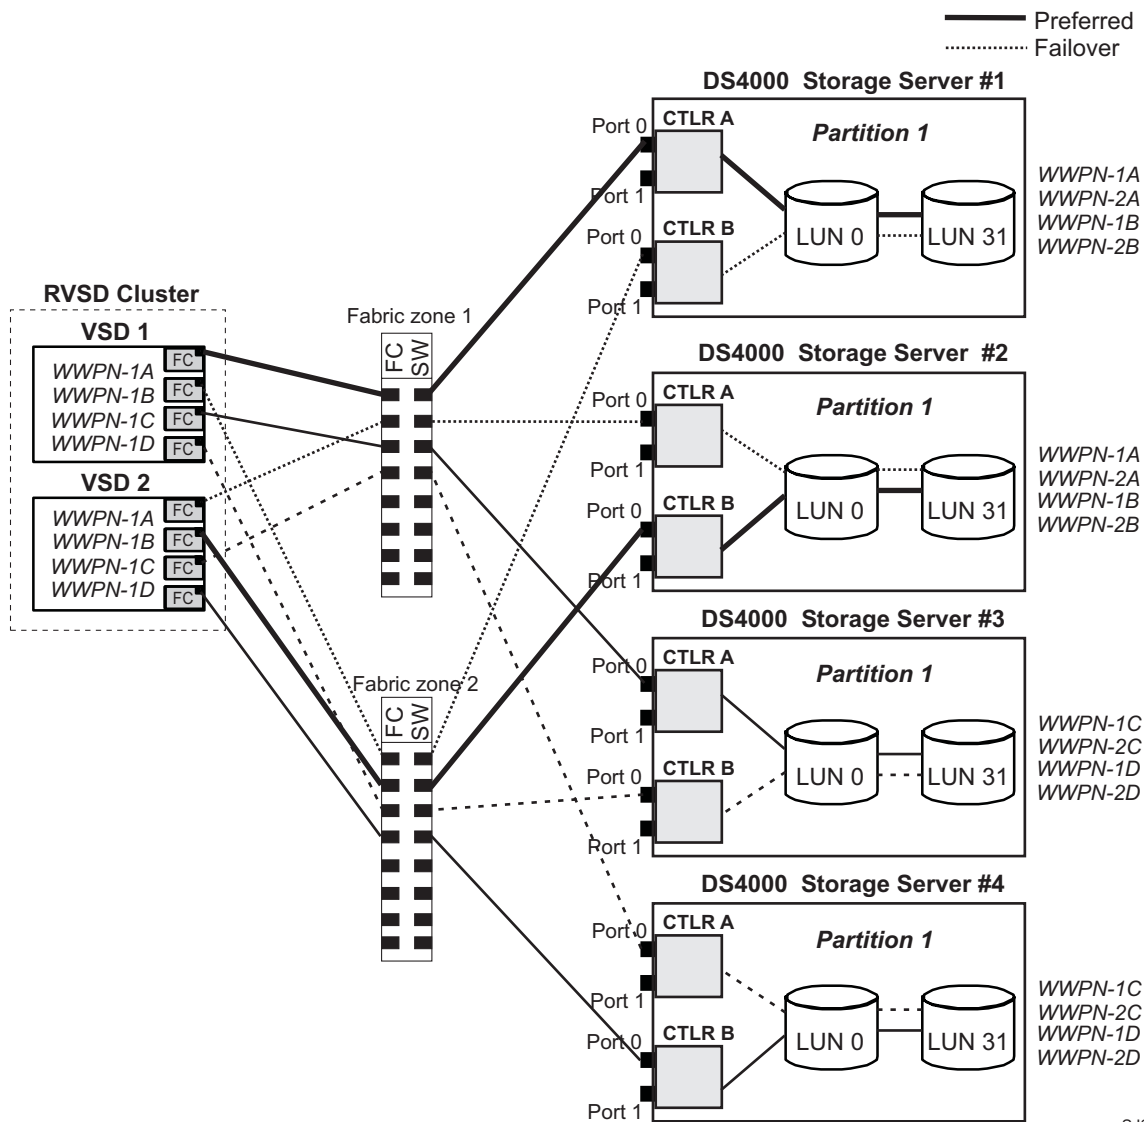 Preferred
Failover
DS4000 Storage Server #1
Port 0
CTLR A
Partition 1
Port 1
Port 0
CTLR B
Port 1
LUN 0
LUN 31
WWPN-1A
WWPN-2A
WWPN-1B
WWPN-2B
RVSD Cluster
VSD 1
WWPN-1A
WWPN-1B
WWPN-1C
WWPN-1D
FC
FC
FC
FC
VSD 2
WWPN-1A
WWPN-1B
WWPN-1C
WWPN-1D
FC
FC
FC
FC
Fabric zone 1
FC
SW
Fabric zone 2
FC
SW
DS4000 Storage Server #2
Port 0
CTLR A
Partition 1
Port 1
Port 0
CTLR B
Port 1
LUN 0
LUN 31
WWPN-1A
WWPN-2A
WWPN-1B
WWPN-2B
DS4000 Storage Server #3
Port 0
CTLR A
Partition 1
Port 1
Port 0
CTLR B
Port 1
LUN 0
LUN 31
WWPN-1C
WWPN-2C
WWPN-1D
WWPN-2D
DS4000 Storage Server #4
Port 0
CTLR A
Partition 1
Port 1
Port 0
CTLR B
Port 1
LUN 0
LUN 31
WWPN-1C
WWPN-2C
WWPN-1D
WWPN-2D